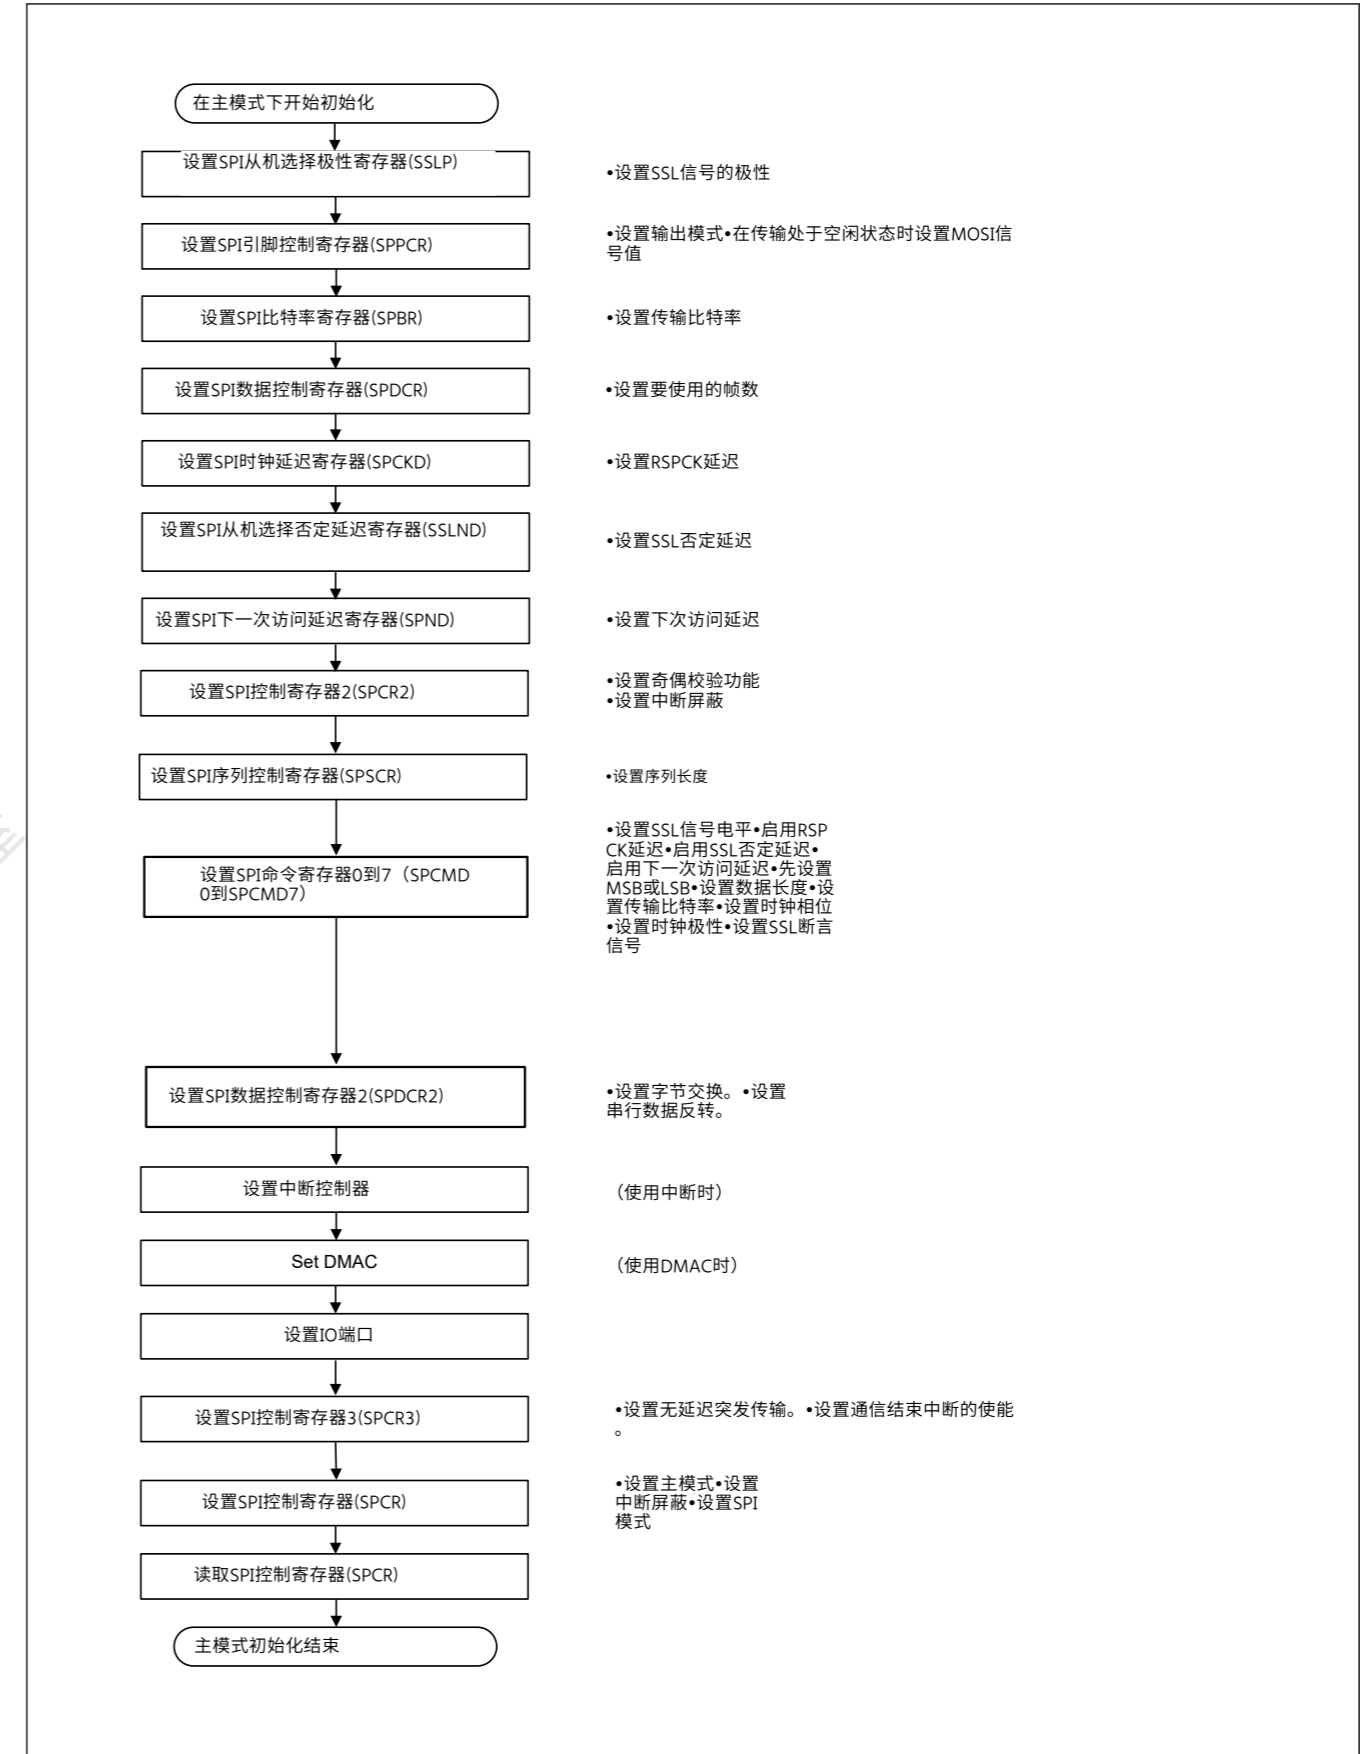 在主模式下开始初始化
设置SPI从机选择极性寄存器(SSLP)
•设置SSL信号的极性
设置SPI引脚控制寄存器(SPPCR)
•设置输出模式•在传输处于空闲状态时设置MOSI信
号值
设置SPI比特率寄存器(SPBR)
•设置传输比特率
设置SPI数据控制寄存器(SPDCR)
•设置要使用的帧数
设置SPI时钟延迟寄存器(SPCKD)
•设置RSPCK延迟
设置SPI从机选择否定延迟寄存器(SSLND)
•设置SSL否定延迟
设置SPI下一次访问延迟寄存器(SPND)
•设置下次访问延迟
设置SPI控制寄存器2(SPCR2)
•设置奇偶校验功能
•设置中断屏蔽
设置SPI序列控制寄存器(SPSCR)
•设置序列长度
设置SPI命令寄存器0到7（SPCMD
0到SPCMD7）
•设置SSL信号电平•启用RSP
CK延迟•启用SSL否定延迟•
启用下一次访问延迟•先设置
MSB或LSB•设置数据长度•设
置传输比特率•设置时钟相位
•设置时钟极性•设置SSL断言
信号
设置SPI数据控制寄存器2(SPDCR2)
•设置字节交换。•设置
串行数据反转。
设置中断控制器
（使用中断时）
Set DMAC
（使用DMAC时）
设置IO端口
设置SPI控制寄存器3(SPCR3)
•设置无延迟突发传输。•设置通信结束中断的使能
。
设置SPI控制寄存器(SPCR)
•设置主模式•设置
中断屏蔽•设置SPI
模式
读取SPI控制寄存器(SPCR)
主模式初始化结束